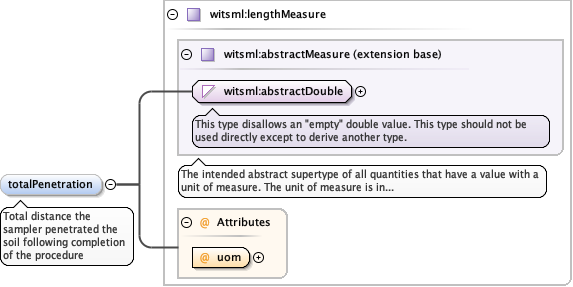 witsml:lengthMeasure
witsml:abstractMeasure (extension base)
witsml:abstractDouble
This type disallows an "empty" double value. This type should not be
used directly except to derive another type.
The intended abstract supertype of all quantities that have a value with a
unit of measure. The unit of measure is in...
totalPenetration
Total distance the
sampler penetrated the
soil following completion
of the procedure
@ Attributes
@ uom